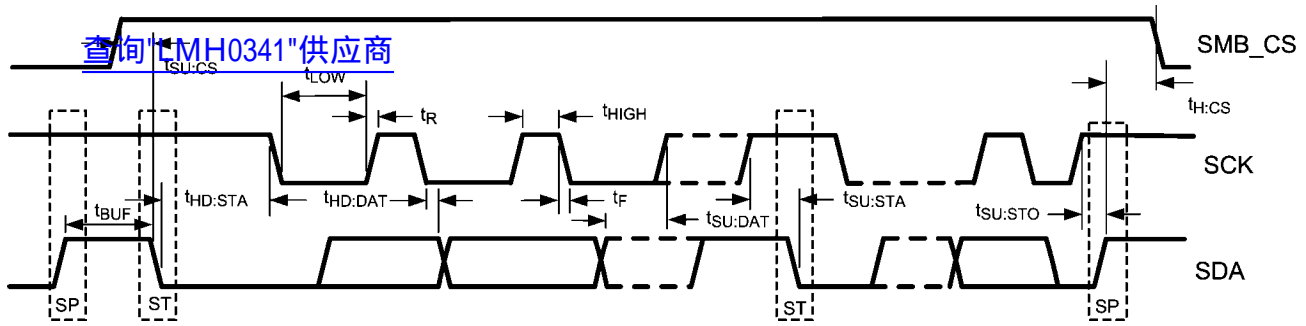 查询"LMH0341"供应商
SMB_CS
tSU:CS
tLOW
tR
tHIGH
tH:CS
SCK
tBUF
tHD:STA
tHD:DAT
tF
tSU:DAT
tSU:STA
tSU:STO
SDA
SP
ST
ST
SP